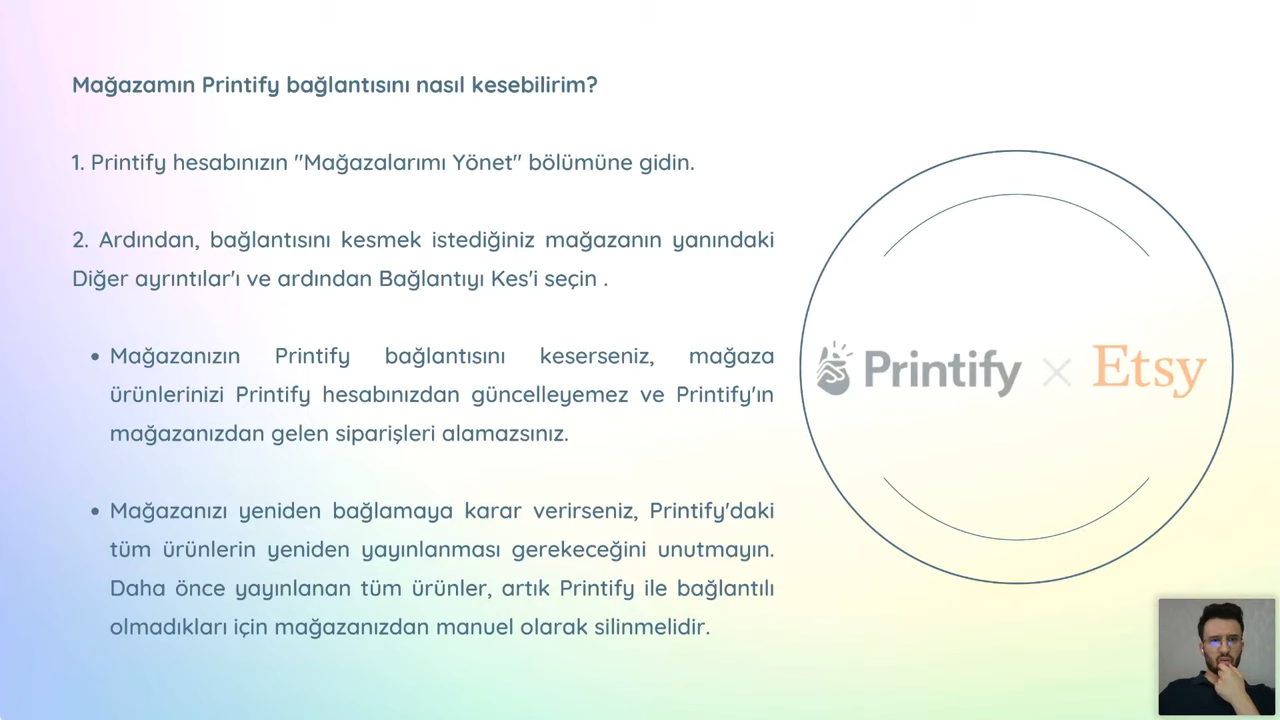 Mağazamın Printify bağlantısını nasıl kesebilirim?
1. Printify hesabınızın "Mağazalarımı Yönet" bölümüne gidin.
2. Ardından, bağlantısını kesmek istediğiniz mağazanın yanındaki
Diğer ayrıntılar'ı ve ardından Bağlantıyı Kes'i seçin .
• Mağazanızın Printify bağlantısını keserseniz, mağaza
ürünlerinizi Printify hesabınızdan güncelleyemez ve Printify'ın
mağazanızdan gelen siparişleri alamazsınız.
• Mağazanızı yeniden bağlamaya karar verirseniz, Printify'daki
tüm ürünlerin yeniden yayınlanması gerekeceğini unutmayın.
Daha önce yayınlanan tüm ürünler, artık Printify ile bağlantılı
olmadıkları için mağazanızdan manuel olarak silinmelidir.
Printify × Etsy